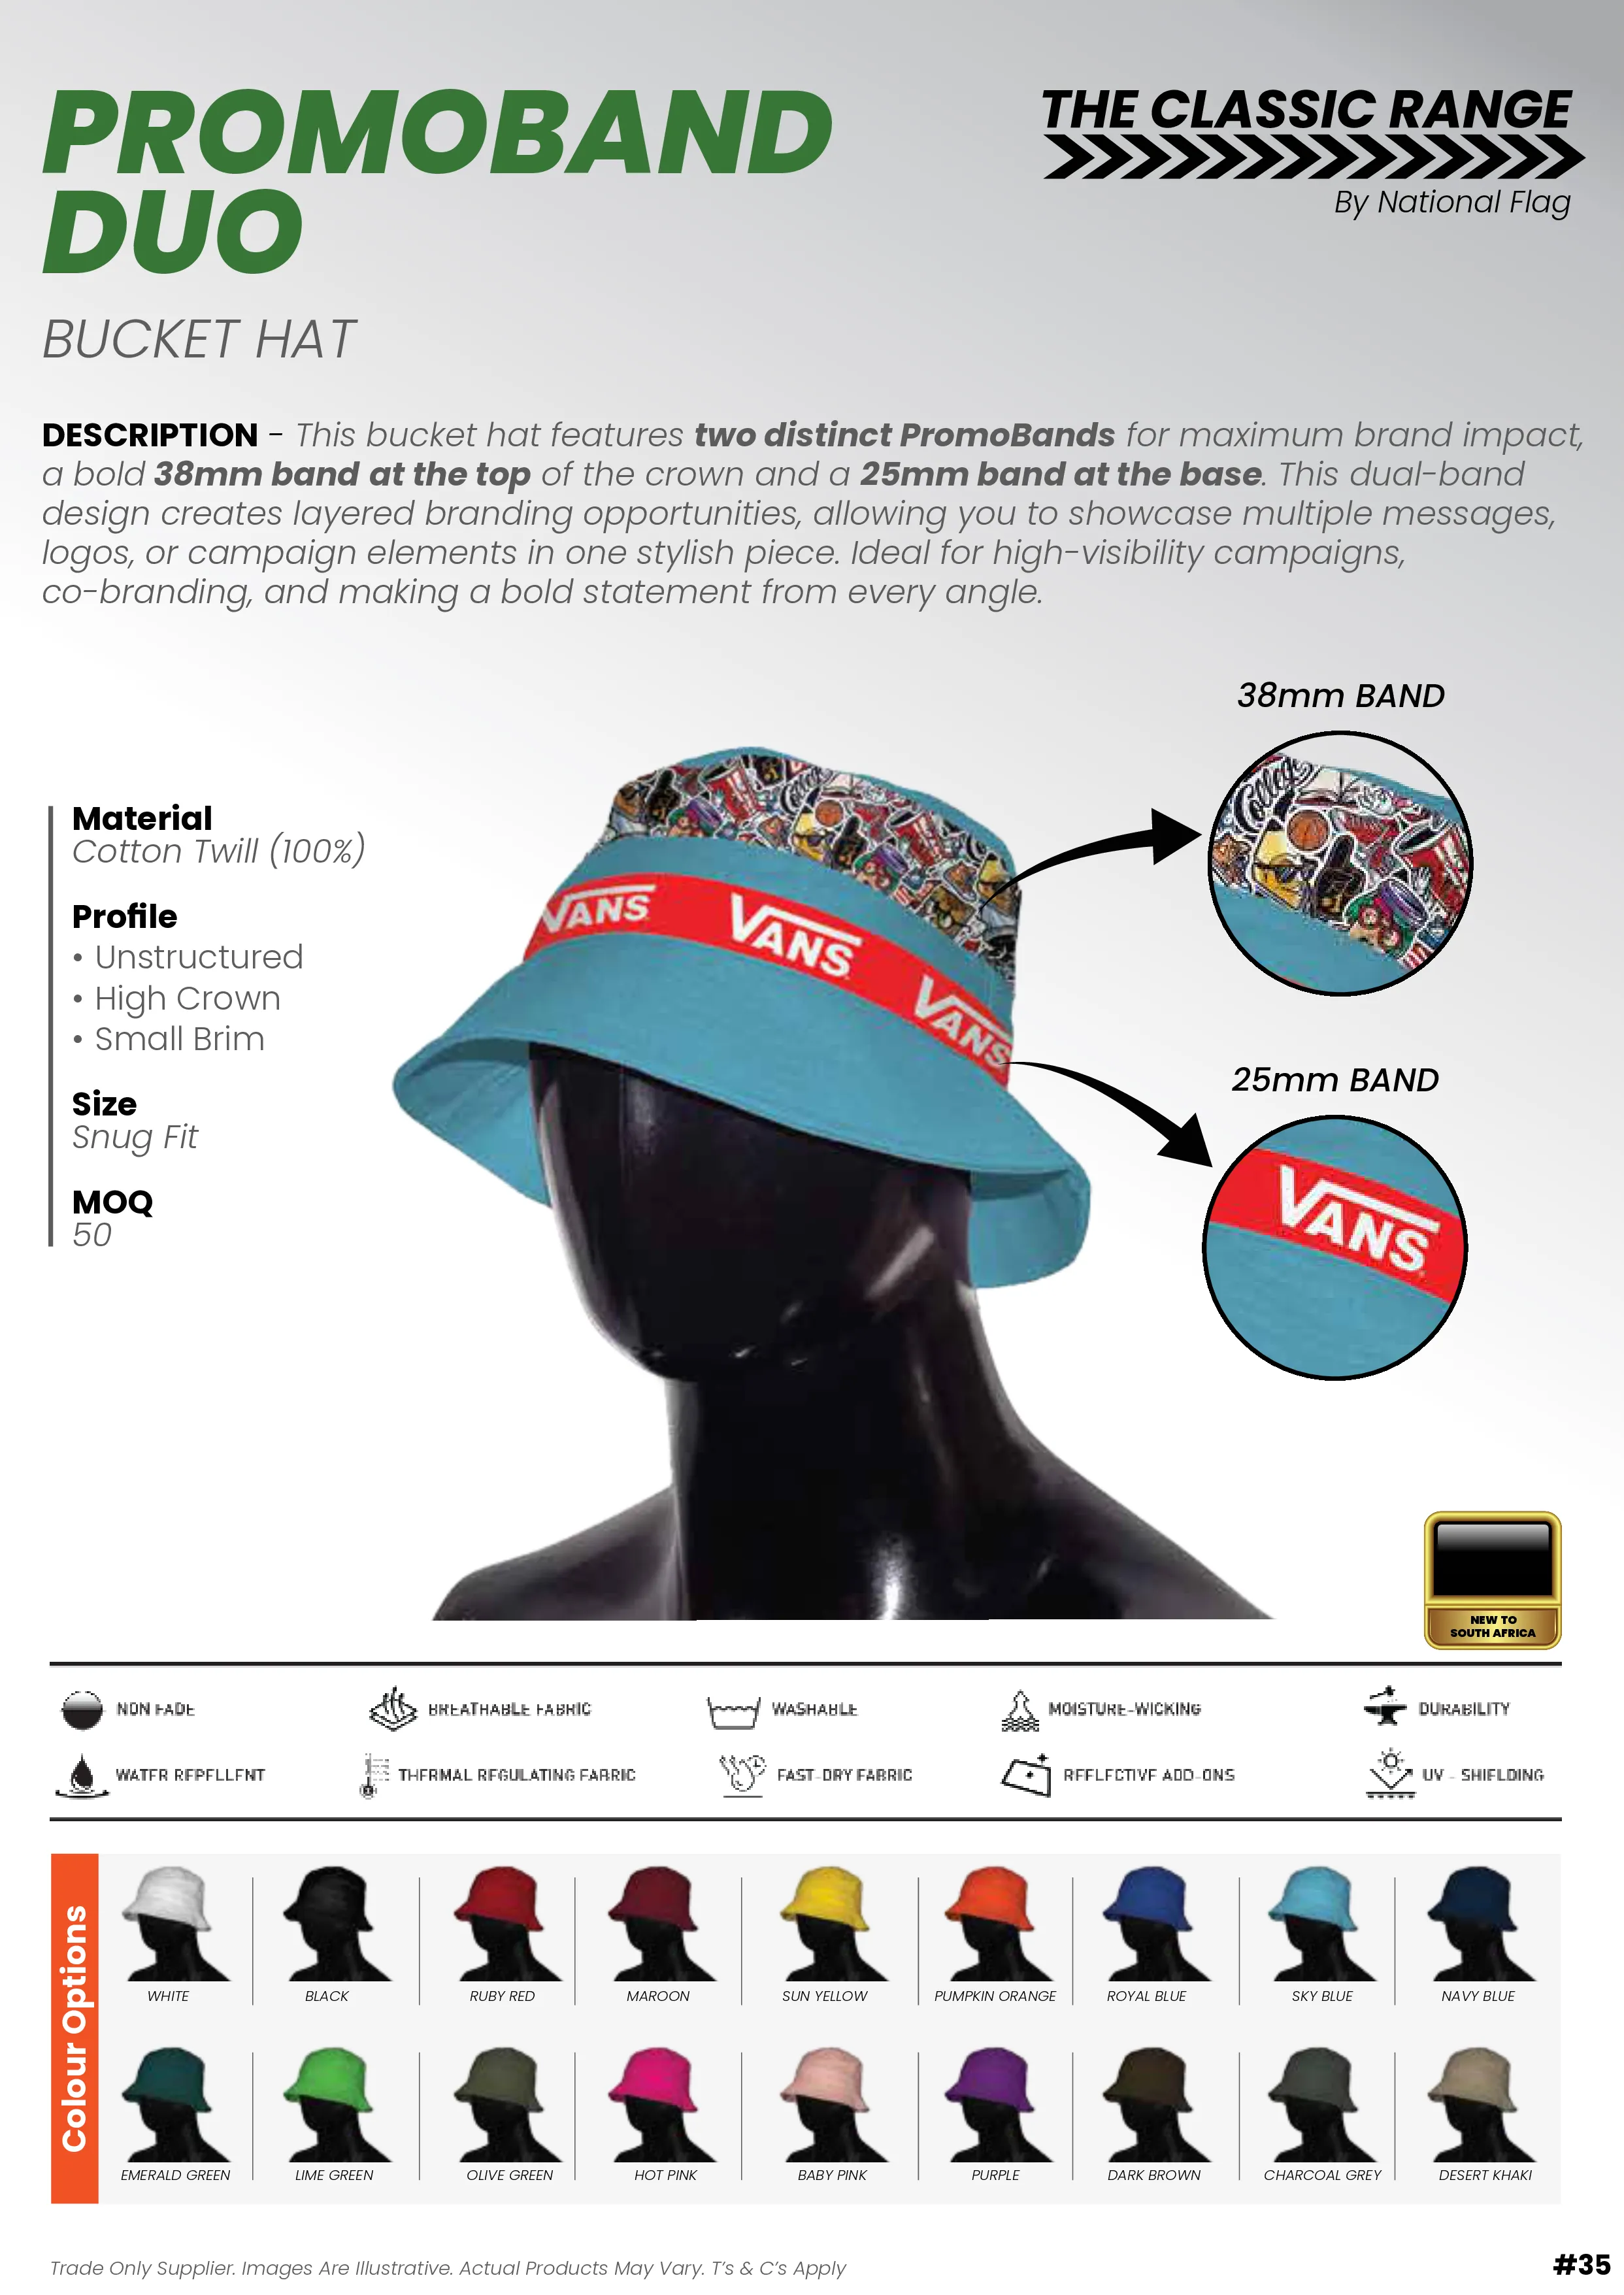 PROMOBAND
DUO
THE CLASSIC RANGE
By National Flag
BUCKET HAT
DESCRIPTION - This bucket hat features two distinct PromoBands for maximum brand impact,
a bold 38mm band at the top of the crown and a 25mm band at the base. This dual-band
design creates layered branding opportunities, allowing you to showcase multiple messages,
logos, or campaign elements in one stylish piece. Ideal for high-visibility campaigns,
co-branding, and making a bold statement from every angle.
38mm BAND
College
College
Material
Cotton Twill (100%)
Profile
• Unstructured
• High Crown
• Small Brim
Size
Snug Fit
MOQ
50
VANS VANS VANS
25mm BAND
VANS
NEW TO
SOUTH AFRICA
NON FADE BREATHABLE FABRIC WASHABLE MOISTURE-WICKING DURABILITY
WATER REPELLENT THERMAL REGULATING FABRIC FAST-DRY FABRIC REFLECTIVE ADD-ONS UV - SHIELDING
Colour Options
WHITE BLACK RUBY RED MAROON SUN YELLOW PUMPKIN ORANGE ROYAL BLUE SKY BLUE NAVY BLUE
EMERALD GREEN LIME GREEN OLIVE GREEN HOT PINK BABY PINK PURPLE DARK BROWN CHARCOAL GREY DESERT KHAKI
Trade Only Supplier. Images Are Illustrative. Actual Products May Vary. T's & C's Apply
#35